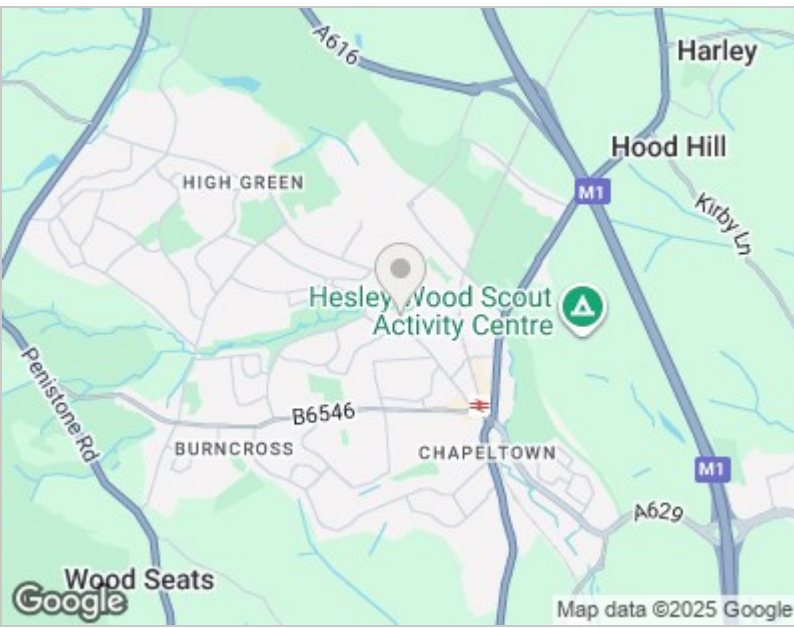 A616
Harley
Hood Hill
HIGH GREEN
M1
Kirby Ln
Hesley Wood Scout
Activity Centre
Penistone Rd
B6546
BURNCROSS
CHAPELTOWN
M1
A629
Wood Seats
Google
Map data ©2025 Google